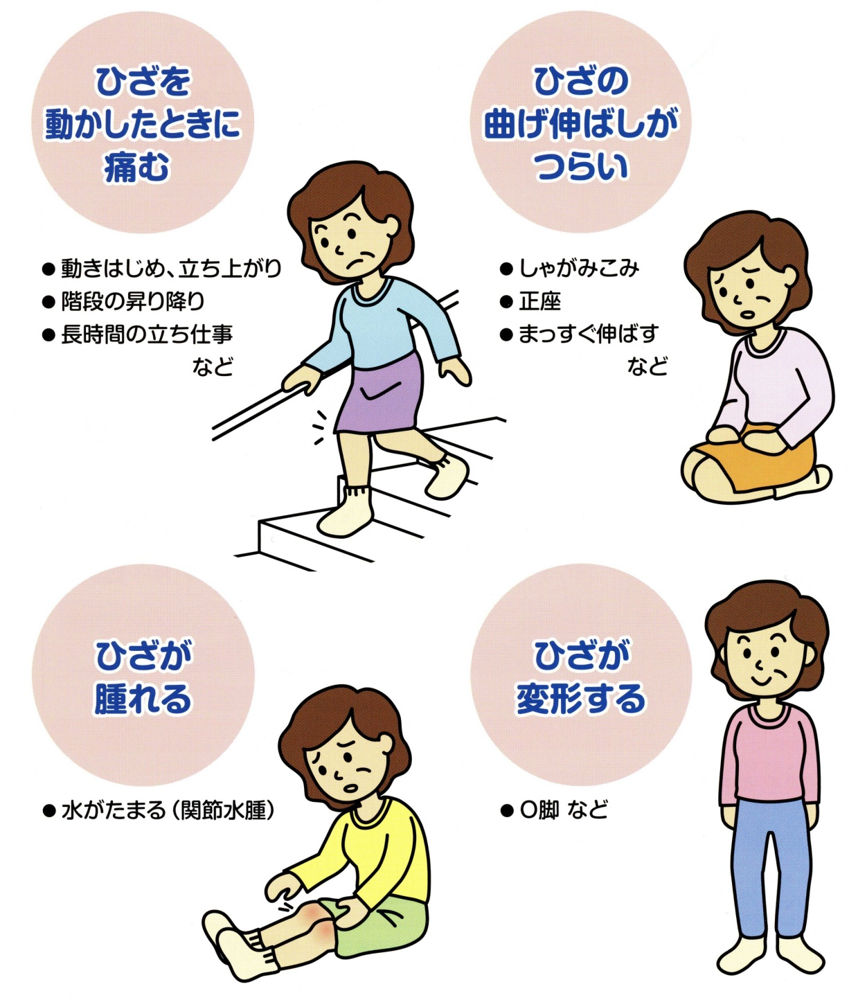 ひざを
動かしたときに
痛む
● 動きはじめ、立ち上がり
● 階段の昇り降り
● 長時間の立ち仕事
など
ひざの
曲げ伸ばしが
つらい
● しゃがみこみ
● 正座
● まっすぐ伸ばす
など
ひざが
腫れる
● 水がたまる（関節水腫）
ひざが
変形する
● O脚 など